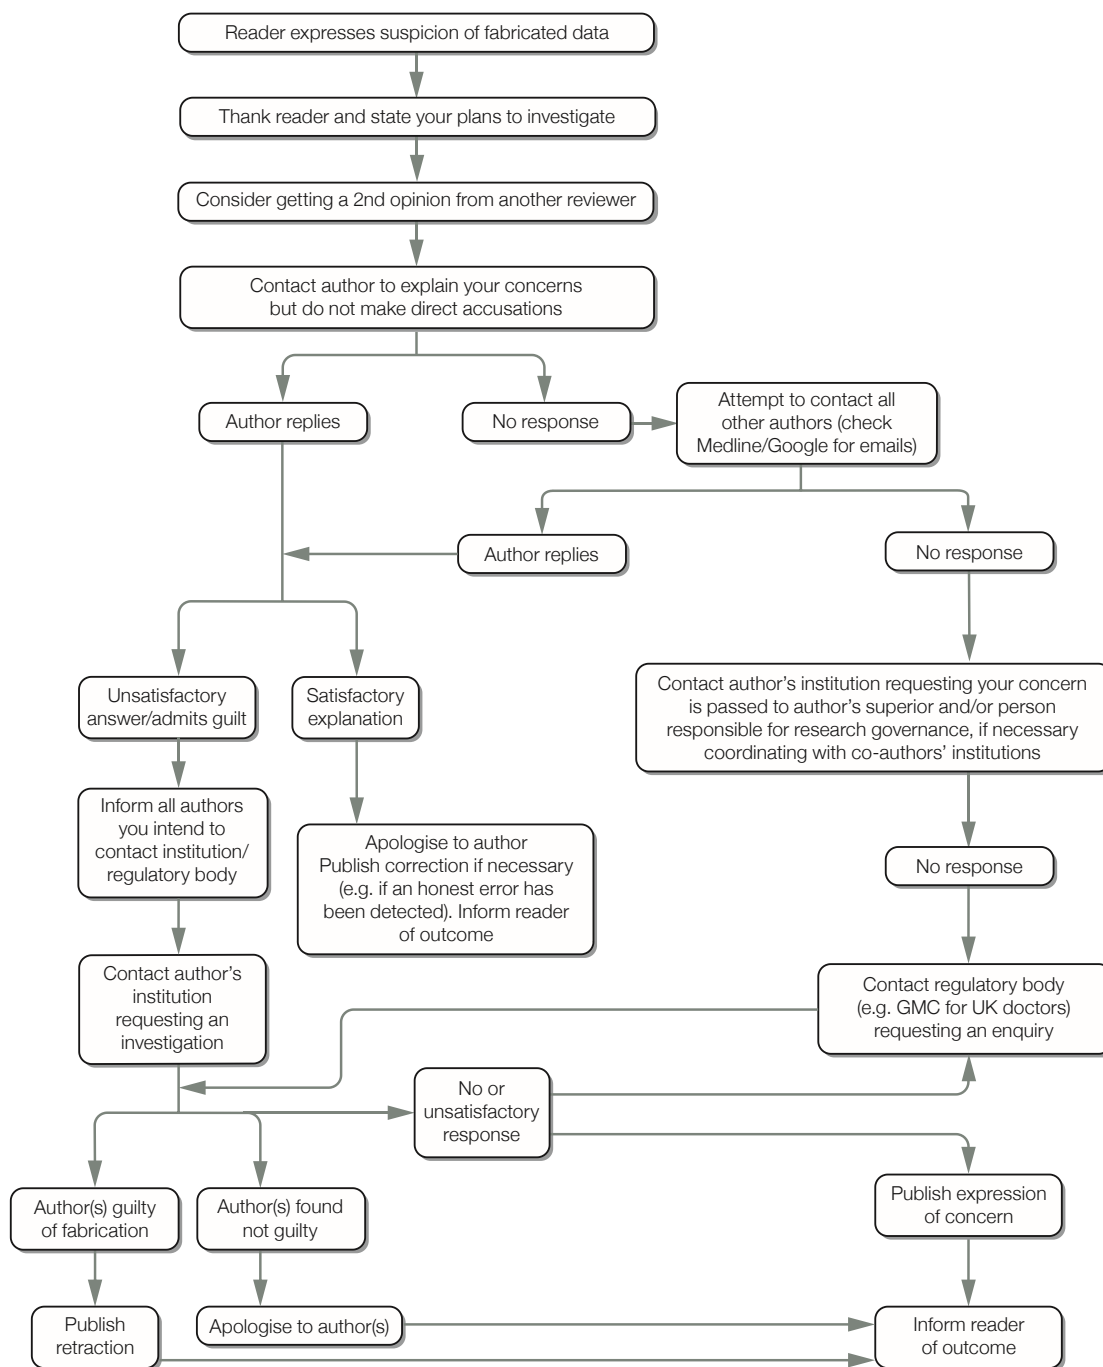 Reader expresses suspicion of fabricated data
Thank reader and state your plans to investigate
Consider getting a 2nd opinion from another reviewer
Contact author to explain your concerns
but do not make direct accusations
Author replies
No response
Attempt to contact all
other authors (check
Medline/Google for emails)
Author replies
No response
Unsatisfactory
answer/admits guilt
Satisfactory
explanation
Contact author's institution requesting your concern
is passed to author's superior and/or person
responsible for research governance, if necessary
coordinating with co-authors' institutions
Inform all authors
you intend to
contact institution/
regulatory body
Apologise to author
Publish correction if necessary
(e.g. if an honest error has
been detected). Inform reader
of outcome
No response
Contact author's
institution
requesting an
investigation
Contact regulatory body
(e.g. GMC for UK doctors)
requesting an enquiry
No or
unsatisfactory
response
Author(s) guilty
of fabrication
Author(s) found
not guilty
Publish expression
of concern
Publish
retraction
Apologise to author(s)
Inform reader
of outcome